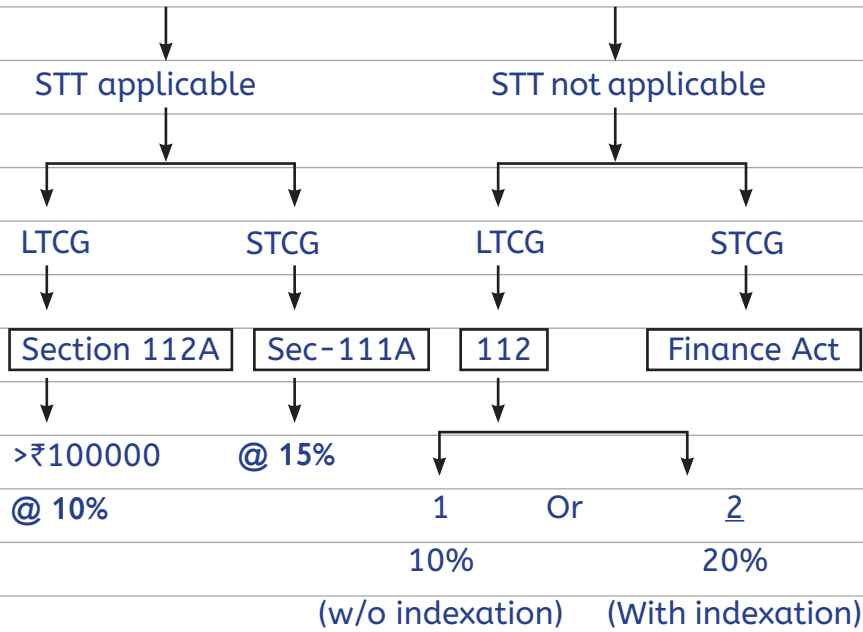 STT applicable STT not applicable
LTCG STCG LTCG STCG
Section 112A Sec-111A 112 Finance Act
>₹100000 @ 15%
@ 10% 1 Or 2
10% 20%
(w/o indexation) (With indexation)